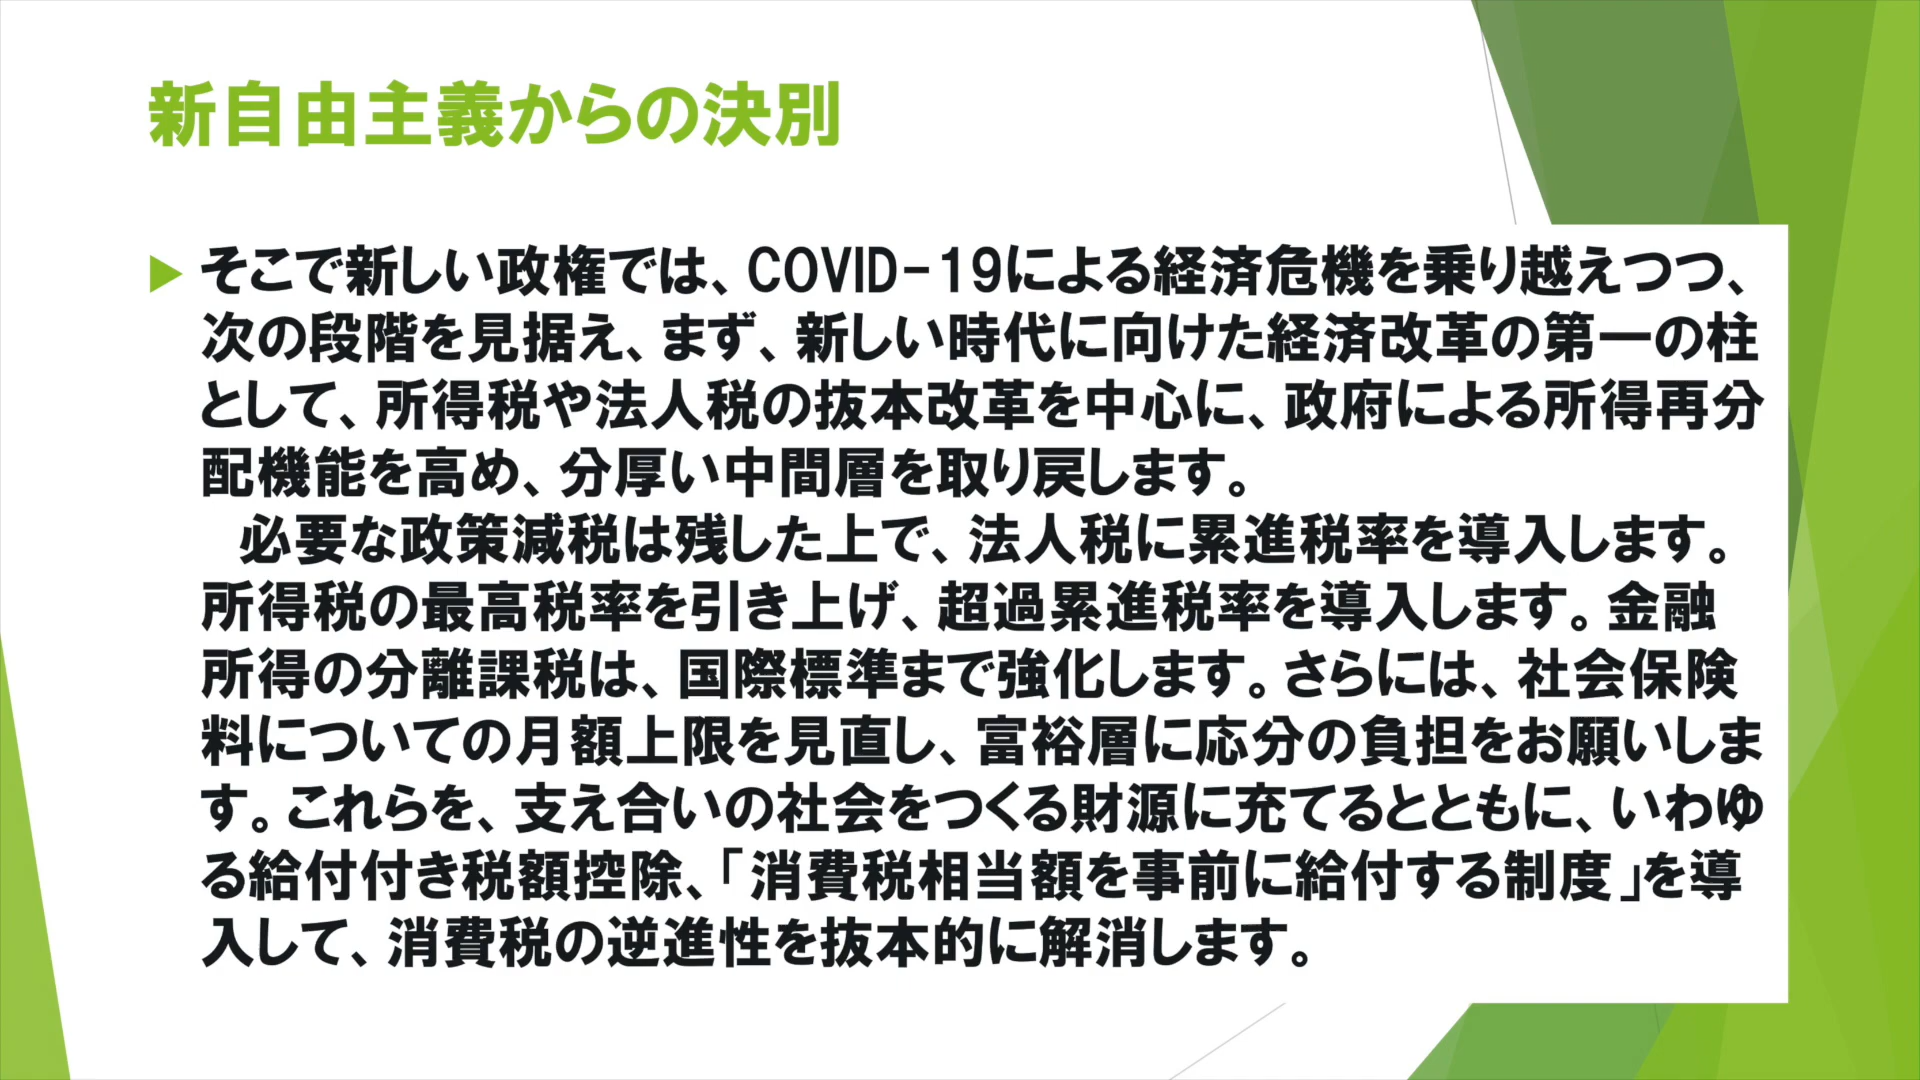 新自由主義からの決別
そこで新しい政権では、COVID-19による経済危機を乗り越えつつ、
次の段階を見据え、まず、新しい時代に向けた経済改革の第一の柱
として、所得税や法人税の抜本改革を中心に、政府による所得再分
配機能を高め、分厚い中間層を取り戻します。
必要な政策減税は残した上で、法人税に累進税率を導入します。
所得税の最高税率を引き上げ、超過累進税率を導入します。金融
所得の分離課税は、国際標準まで強化します。さらには、社会保険
料についての月額上限を見直し、富裕層に応分の負担をお願いしま
す。これらを、支え合いの社会をつくる財源に充てるとともに、いわゆ
る給付付き税額控除、「消費税相当額を事前に給付する制度」を導
入して、消費税の逆進性を抜本的に解消します。